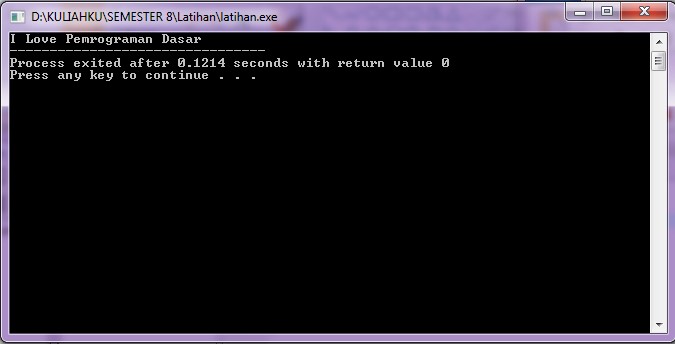 D:\KULIAHKU\SEMESTER 8\Latihan\latihan.exe
I Love Pemrograman Dasar
--------------------------------
Process exited after 0.1214 seconds with return value 0
Press any key to continue . . .